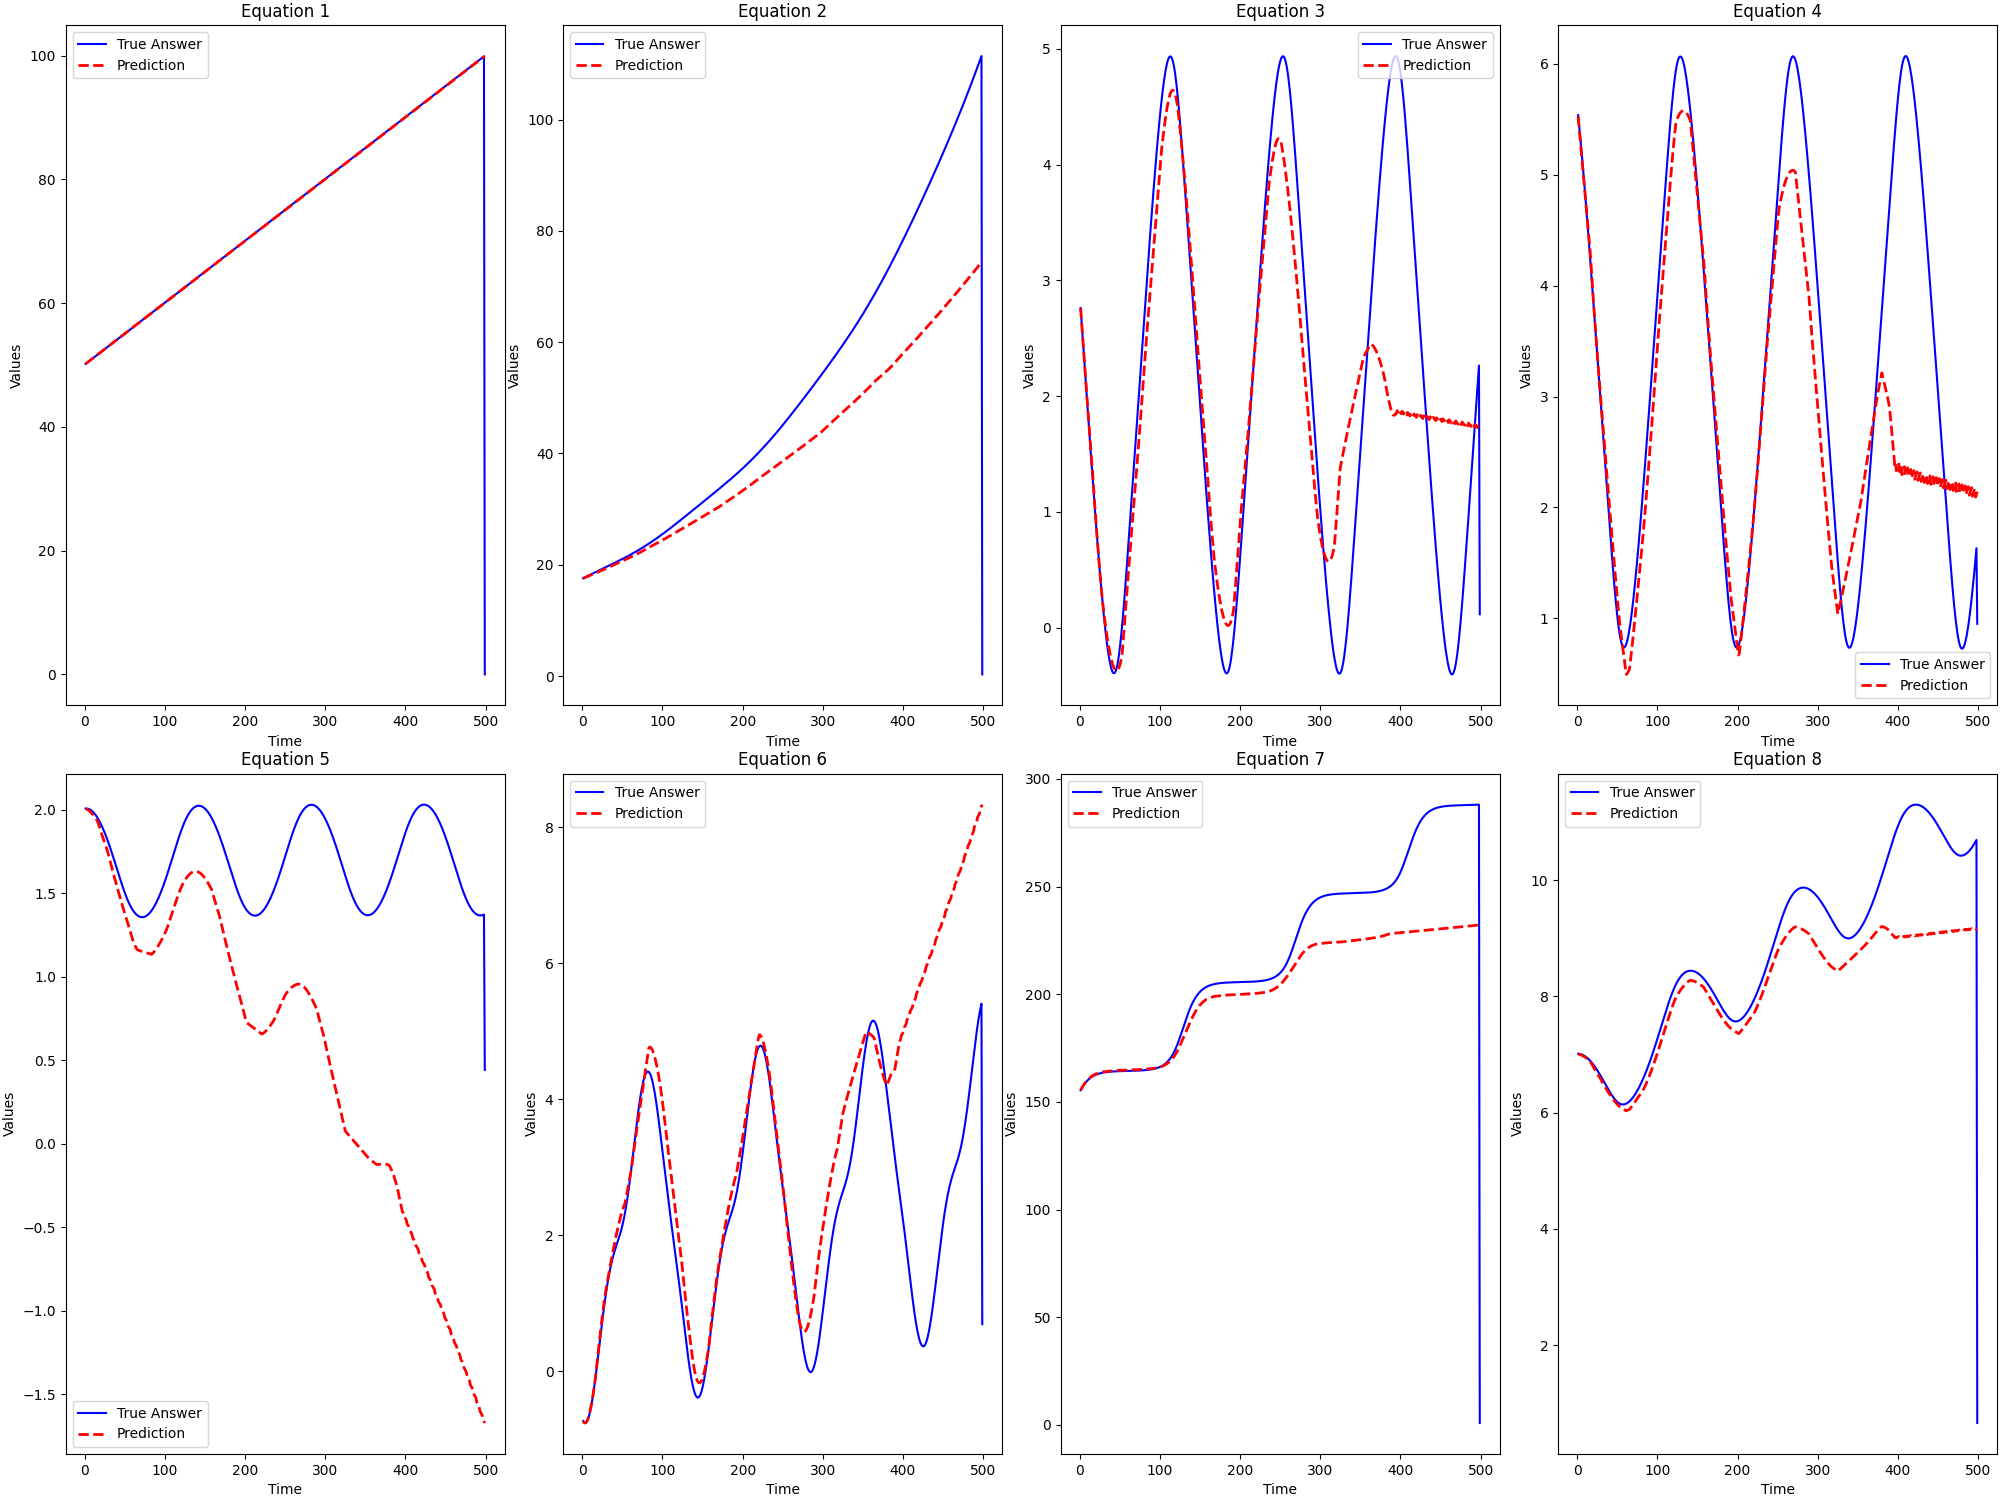 Equation 1
True Answer
Prediction
100
80
60
40
20
0
Values
0 100 200 300 400 500
Time
Equation 2
True Answer
Prediction
100
80
60
40
20
0
Values
0 100 200 300 400 500
Time
Equation 3
True Answer
Prediction
5
4
3
2
1
0
Values
0 100 200 300 400 500
Time
Equation 4
6
5
4
3
2
1
Values
True Answer
Prediction
0 100 200 300 400 500
Time
Equation 5
2.0
1.5
1.0
0.5
0.0
−0.5
−1.0
−1.5
Values
True Answer
Prediction
0 100 200 300 400 500
Time
Equation 6
True Answer
Prediction
8
6
4
2
0
Values
0 100 200 300 400 500
Time
Equation 7
True Answer
Prediction
300
250
200
150
100
50
0
Values
0 100 200 300 400 500
Time
Equation 8
True Answer
Prediction
10
8
6
4
2
Values
0 100 200 300 400 500
Time